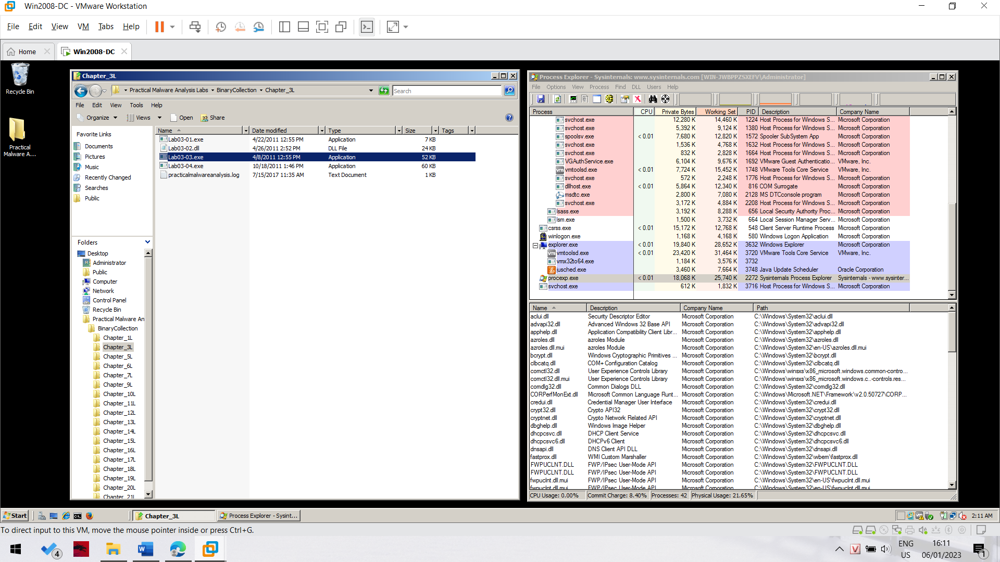 Win2008-DC - VMware Workstation
File Edit View VM Tabs Help
Home
Win2008-DC
Recycle Bin
Practical
Malware A...
Chapter_3L
Practical Malware Analysis Labs BinaryCollection Chapter_3L
Search
File Edit View Tools Help
Organize Views Open Share
Favorite Links
Documents
Pictures
Music
Recently Changed
Searches
Public
Folders
Desktop
Administrator
Public
Computer
Network
Control Panel
Recycle Bin
Practical Malware An
BinaryCollection
Chapter_1L
Chapter_3L
Chapter_5L
Chapter_6L
Chapter_7L
Chapter_9L
Chapter_10L
Chapter_11L
Chapter_12L
Chapter_13L
Chapter_14L
Chapter_15L
Chapter_16L
Chapter_17L
Chapter_18L
Chapter_19L
Chapter_20L
Chapter_21L
Name Date modified Type Size Tags
Lab03-01.exe 4/22/2011 12:55 PM Application 7 KB
Lab03-02.dll 4/26/2011 2:52 PM DLL File 24 KB
Lab03-03.exe 4/8/2011 12:55 PM Application 52 KB
Lab03-04.exe 10/18/2011 1:46 PM Application 60 KB
practicalmalwareanalysis.log 7/15/2017 11:35 AM Text Document 1 KB
Process Explorer - Sysinternals: www.sysinternals.com [WIN-JWBPPZSXEFV\Administrator]
File Options View Process Find DLL Users Help
Process CPU Private Bytes Working Set PID Description Company Name
svchost.exe 12,280 K 14,460 K 1224 Host Process for Windows S... Microsoft Corporation
svchost.exe 5,392 K 9,124 K 1380 Host Process for Windows S... Microsoft Corporation
spoolsv.exe < 0.01 7,680 K 12,820 K 1572 Spooler SubSystem App Microsoft Corporation
svchost.exe 1,536 K 4,768 K 1632 Host Process for Windows S... Microsoft Corporation
svchost.exe 832 K 2,828 K 1664 Host Process for Windows S... Microsoft Corporation
VGAuthService.exe 6,104 K 9,676 K 1692 VMware Guest Authenticatio... VMware, Inc.
vmtoolsd.exe < 0.01 7,724 K 15,452 K 1748 VMware Tools Core Service VMware, Inc.
svchost.exe 572 K 2,248 K 1776 Host Process for Windows S... Microsoft Corporation
dllhost.exe < 0.01 5,864 K 12,340 K 816 COM Surrogate Microsoft Corporation
msdtc.exe 2,800 K 7,080 K 2128 MS DTCconsole program Microsoft Corporation
svchost.exe 3,172 K 4,884 K 2208 Host Process for Windows S... Microsoft Corporation
lsass.exe 3,192 K 8,288 K 656 Local Security Authority Proc... Microsoft Corporation
lsm.exe 1,500 K 3,732 K 664 Local Session Manager Serv... Microsoft Corporation
csrss.exe < 0.01 15,172 K 12,768 K 548 Client Server Runtime Process Microsoft Corporation
winlogon.exe 1,168 K 4,168 K 580 Windows Logon Application Microsoft Corporation
explorer.exe < 0.01 19,840 K 28,652 K 3632 Windows Explorer Microsoft Corporation
vmtoolsd.exe < 0.01 23,420 K 31,464 K 3720 VMware Tools Core Service VMware, Inc.
vmx32to64.exe 1,184 K 3,576 K 3732
jusched.exe 3,460 K 7,664 K 3748 Java Update Scheduler Oracle Corporation
procexp.exe < 0.01 18,068 K 25,740 K 2272 Sysinternals Process Explorer Sysinternals - www.sysinter...
svchost.exe 612 K 1,832 K 3716 Host Process for Windows S... Microsoft Corporation
Name Description Company Name Path
aclui.dll Security Descriptor Editor Microsoft Corporation C:\Windows\System32\aclui.dll
advapi32.dll Advanced Windows 32 Base API Microsoft Corporation C:\Windows\System32\advapi32.dll
apphelp.dll Application Compatibility Client Libr... Microsoft Corporation C:\Windows\System32\apphelp.dll
azroles.dll azroles Module Microsoft Corporation C:\Windows\System32\azroles.dll
azroles.dll.mui azroles Module Microsoft Corporation C:\Windows\System32\en-US\azroles.dll.mui
bcrypt.dll Windows Cryptographic Primitives ... Microsoft Corporation C:\Windows\System32\bcrypt.dll
clbcatq.dll COM+ Configuration Catalog Microsoft Corporation C:\Windows\System32\clbcatq.dll
comctl32.dll User Experience Controls Library Microsoft Corporation C:\Windows\winsxs\x86_microsoft.windows.common-contro...
comctl32.dll.mui User Experience Controls Library Microsoft Corporation C:\Windows\winsxs\x86_microsoft.windows.c..-controls.res...
comdlg32.dll Common Dialogs DLL Microsoft Corporation C:\Windows\System32\comdlg32.dll
CORPerfMonExt.dll Microsoft Common Language Runt... Microsoft Corporation C:\Windows\Microsoft.NET\Framework\v2.0.50727\CORP...
credui.dll Credential Manager User Interface Microsoft Corporation C:\Windows\System32\credui.dll
crypt32.dll Crypto API32 Microsoft Corporation C:\Windows\System32\crypt32.dll
cryptnet.dll Crypto Network Related API Microsoft Corporation C:\Windows\System32\cryptnet.dll
dbghelp.dll Windows Image Helper Microsoft Corporation C:\Windows\System32\dbghelp.dll
dhcpcsvc.dll DHCP Client Service Microsoft Corporation C:\Windows\System32\dhcpcsvc.dll
dhcpcsvc6.dll DHCPv6 Client Microsoft Corporation C:\Windows\System32\dhcpcsvc6.dll
dnsapi.dll DNS Client API DLL Microsoft Corporation C:\Windows\System32\dnsapi.dll
fastprox.dll WMI Custom Marshaller Microsoft Corporation C:\Windows\System32\wbem\fastprox.dll
FWPUCLNT.DLL FWP/IPsec User-Mode API Microsoft Corporation C:\Windows\System32\FWPUCLNT.DLL
FWPUCLNT.DLL FWP/IPsec User-Mode API Microsoft Corporation C:\Windows\System32\FWPUCLNT.DLL
fwpuclnt.dll.mui FWP/IPsec User-Mode API Microsoft Corporation C:\Windows\System32\en-US\fwpuclnt.dll.mui
fwpuclnt.dll.mui FWP/IPsec User-Mode API Microsoft Corporation C:\Windows\System32\en-US\fwpuclnt.dll.mui
CPU Usage: 0.00% Commit Charge: 8.40% Processes: 42 Physical Usage: 21.65%
Start Chapter_3L Process Explorer - Sysint... 2:11 AM
To direct input to this VM, move the mouse pointer inside or press Ctrl+G.
4
ENG
US
16:11
06/01/2023
1